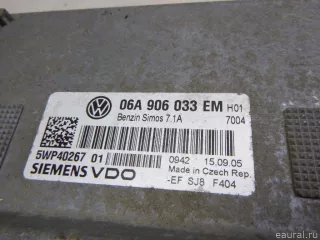 06A 906 033 EM H01
Benzin Simos 7.1A 7004
5WP40267 01
0942 15.09.05
Made in Czech Rep.
SIEMENS VDO
-EF SJ8 F404
eaural.ru